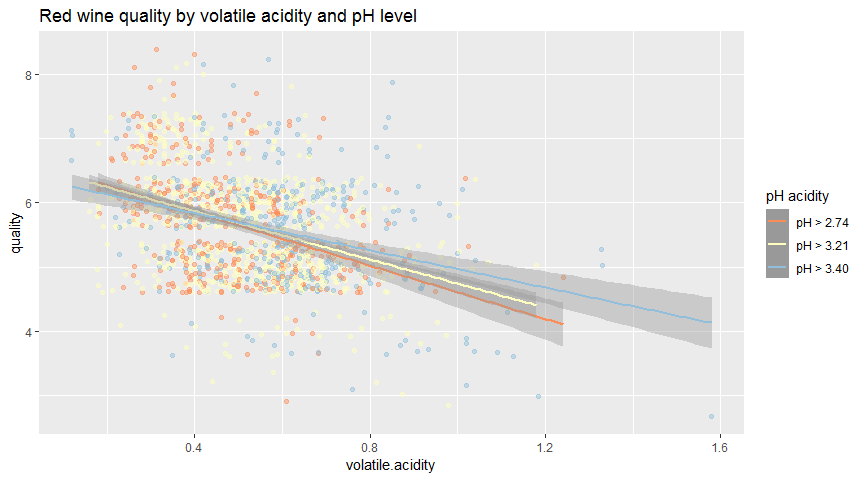 Red wine quality by volatile acidity and pH level
8
6
4
quality
0.4
0.8
1.2
1.6
volatile.acidity
pH acidity
pH > 2.74
pH > 3.21
pH > 3.40